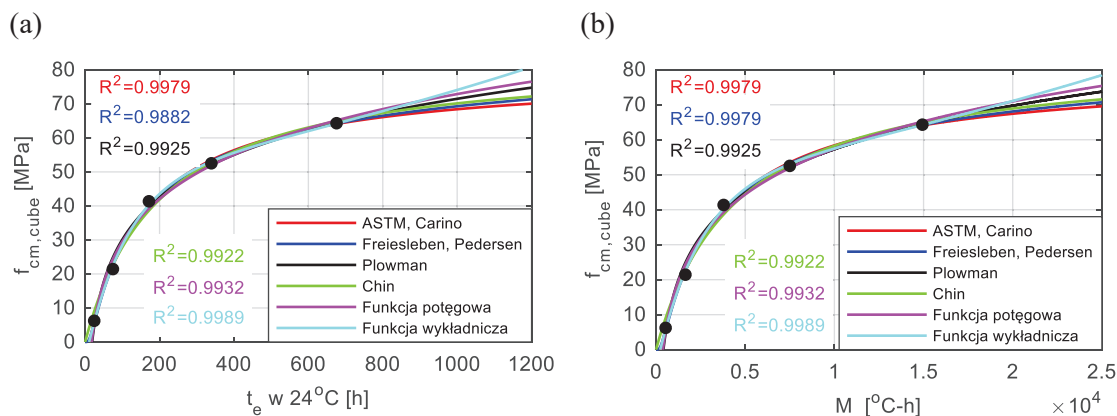 (a)
(b)
R²=0.9979
R²=0.9882
R²=0.9925
R²=0.9922
R²=0.9932
R²=0.9989
ASTM, Carino
Freiesleben, Pedersen
Plowman
Chin
Funkcja potęgowa
Funkcja wykładnicza
80
70
60
50
40
30
20
10
0
0 200 400 600 800 1000 1200
f_cm,cube [MPa]
t_e w 24°C [h]
R²=0.9979
R²=0.9979
R²=0.9925
R²=0.9922
R²=0.9932
R²=0.9989
ASTM, Carino
Freiesleben, Pedersen
Plowman
Chin
Funkcja potęgowa
Funkcja wykładnicza
80
70
60
50
40
30
20
10
0
0 0.5 1 1.5 2 2.5
× 10⁴
f_cm,cube [MPa]
M [°C-h]